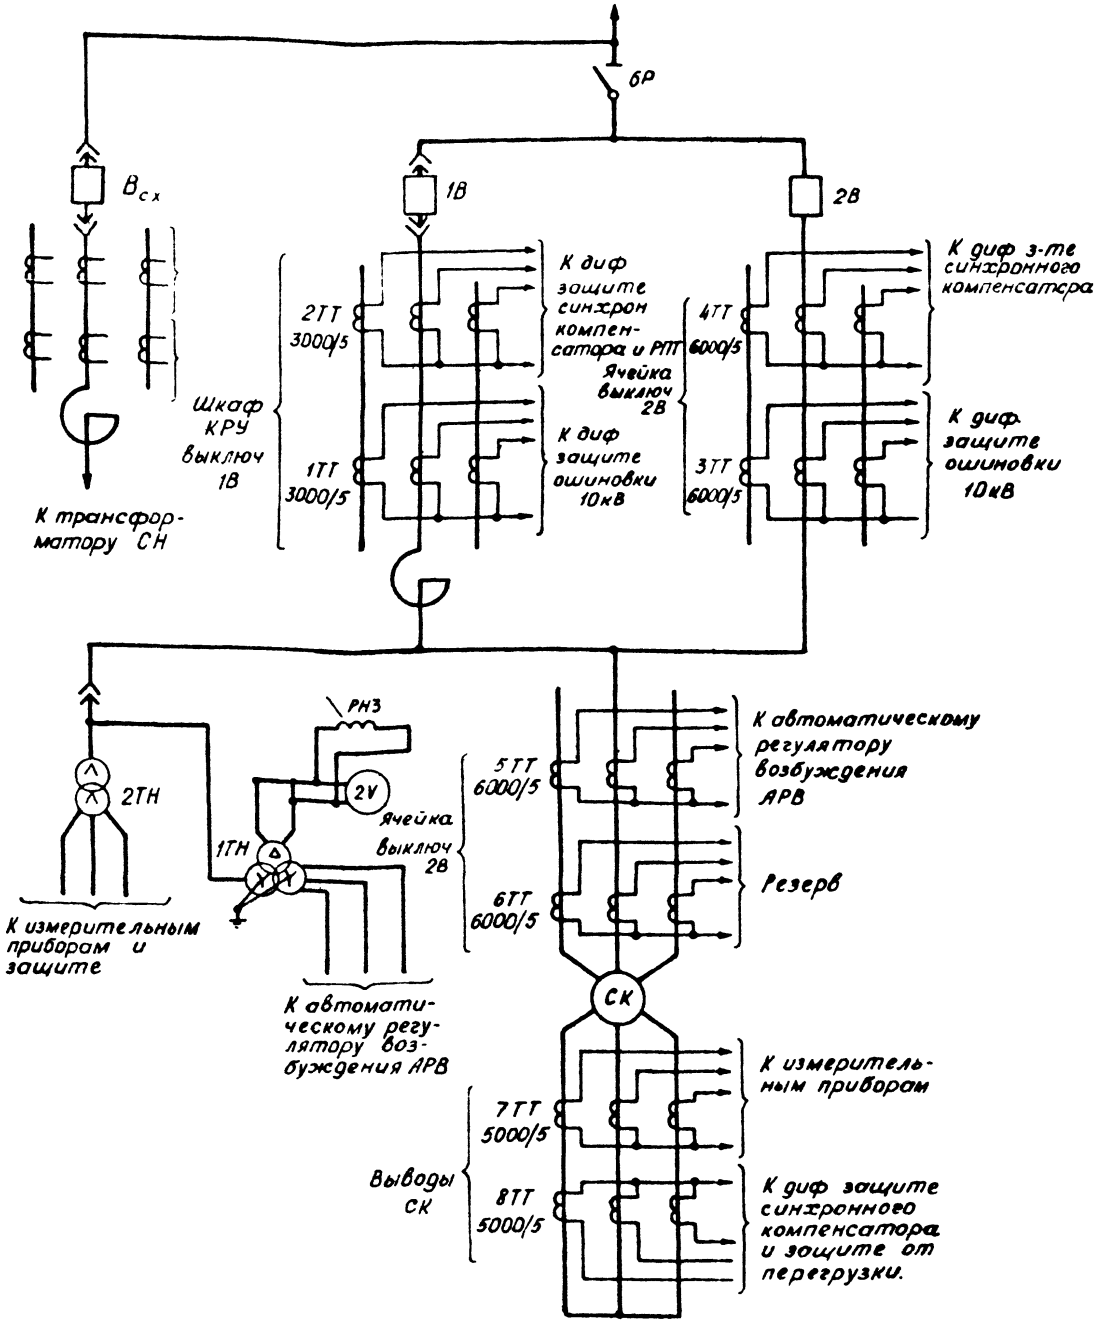 бР
Всх
1В
2В
2ТТ
3000/5
К диф
защите
синхрон
компен-
сатора и РПТ
4ТТ
6000/5
К диф з-те
синхронного
компенсатора
Шкаф
КРУ
выключ
1В
1ТТ
3000/5
К диф
защите
ошиновки
10кВ
Ячейка
выключ
2В
3ТТ
6000/5
К диф.
защите
ошиновки
10кВ
К трансфор-
матору СН
РНЗ
2V
2ТН
1ТН
К измерительным
приборам и
защите
К автомати-
ческому регу-
лятору воз-
буждения АРВ
Ячейка
выключ
2В
5ТТ
6000/5
К автоматическому
регулятору
возбуждения
АРВ
6ТТ
6000/5
Резерв
СК
7ТТ
5000/5
К измеритель-
ным приборам
Выводы
СК
8ТТ
5000/5
К диф защите
синхронного
компенсатора
и защите от
перегрузки.